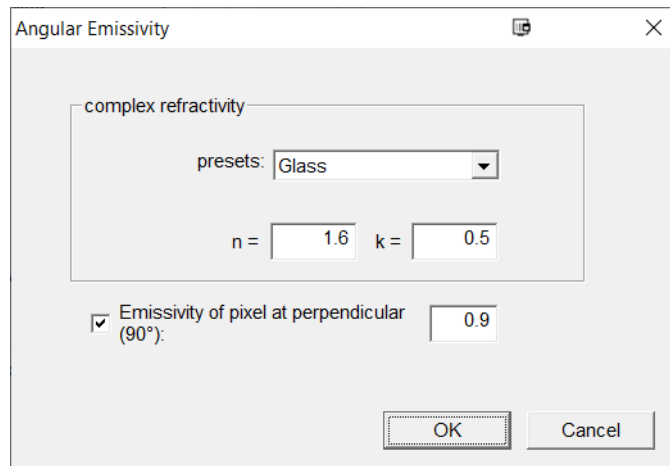 Angular Emissivity
complex refractivity
presets: Glass
n = 1.6 k = 0.5
Emissivity of pixel at perpendicular
(90°): 0.9
OK Cancel